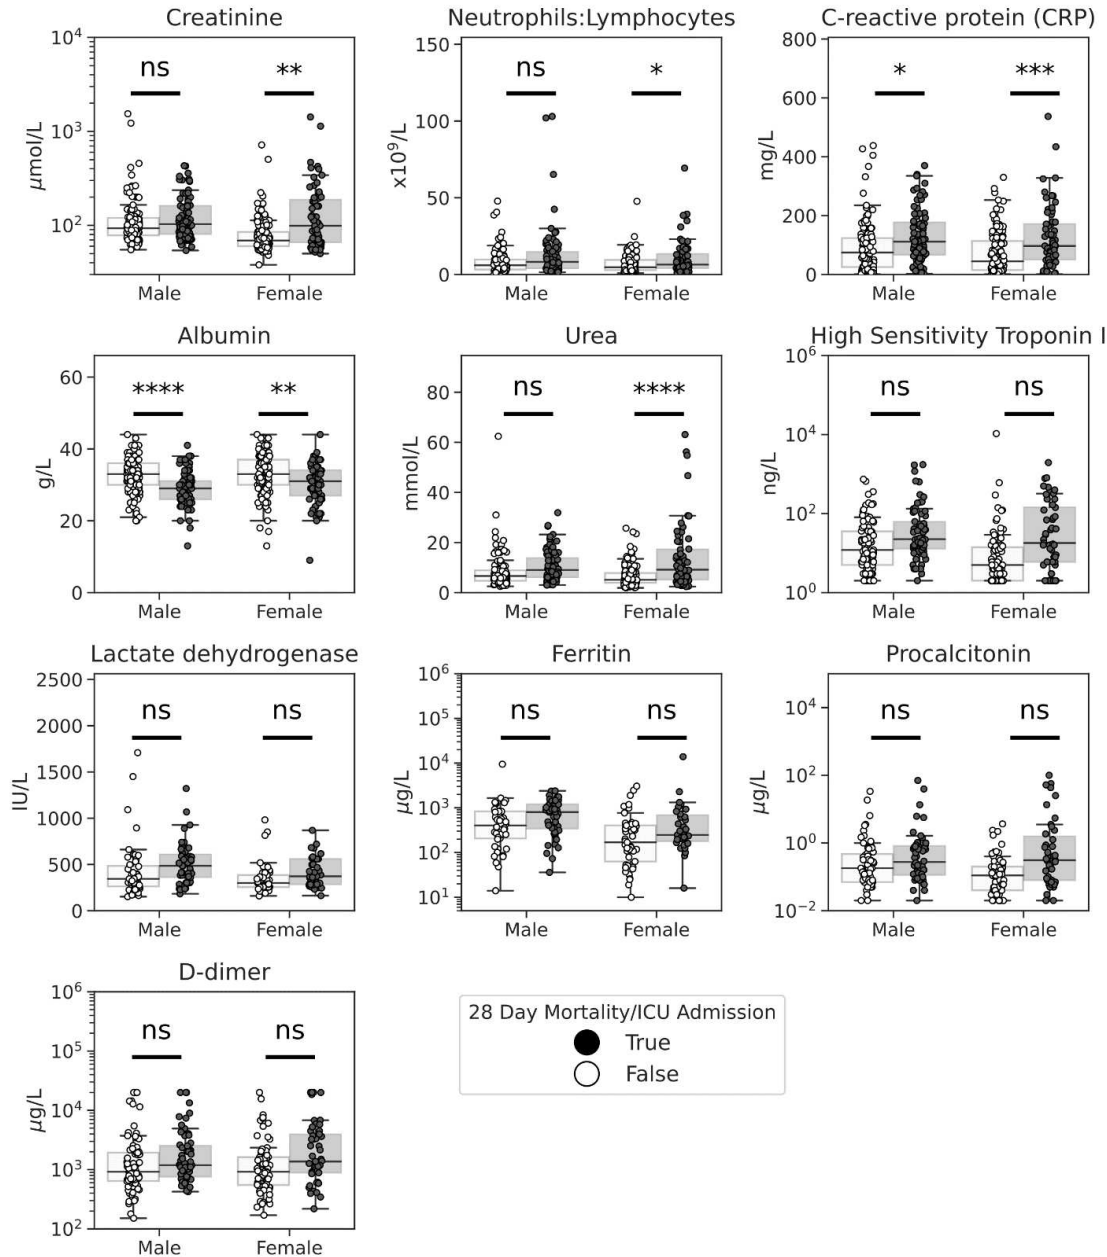 Creatinine
10⁴
10³
10²
μmol/L
ns
**
Male
Female
Neutrophils:Lymphocytes
150
100
50
0
x10⁹/L
ns
*
Male
Female
C-reactive protein (CRP)
800
600
400
200
0
mg/L
*
***
Male
Female
Albumin
60
40
20
0
g/L
****
**
Male
Female
Urea
80
60
40
20
0
mmol/L
ns
****
Male
Female
High Sensitivity Troponin I
10⁶
10⁴
10²
10⁰
ng/L
ns
ns
Male
Female
Lactate dehydrogenase
2500
2000
1500
1000
500
0
IU/L
ns
ns
Male
Female
Ferritin
10⁶
10⁵
10⁴
10³
10²
10¹
μg/L
ns
ns
Male
Female
Procalcitonin
10⁴
10²
10⁰
10⁻²
μg/L
ns
ns
Male
Female
D-dimer
10⁶
10⁵
10⁴
10³
10²
μg/L
ns
ns
Male
Female
28 Day Mortality/ICU Admission
True
False